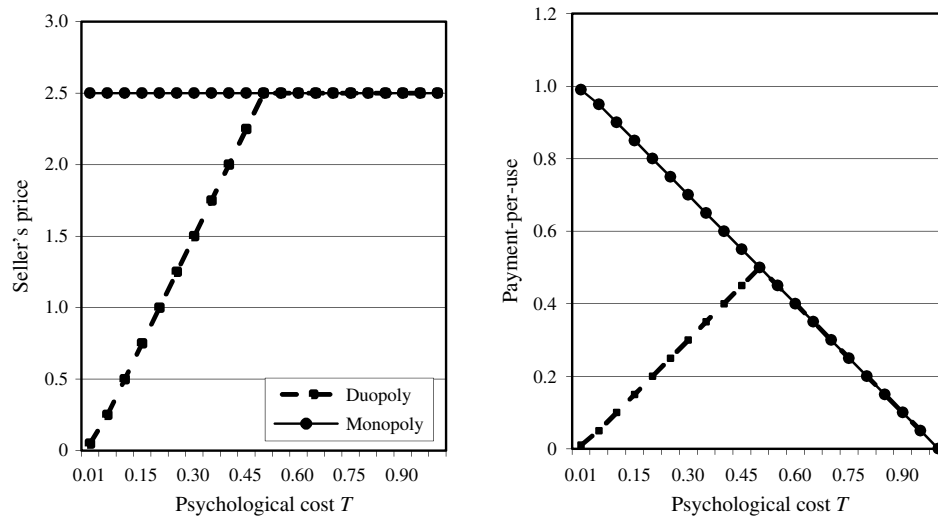 3.0
2.5
2.0
1.5
1.0
0.5
0
Seller's price
Duopoly
Monopoly
0.01 0.15 0.30 0.45 0.60 0.75 0.90
Psychological cost T
1.2
1.0
0.8
0.6
0.4
0.2
0
Payment-per-use
0.01 0.15 0.30 0.45 0.60 0.75 0.90
Psychological cost T